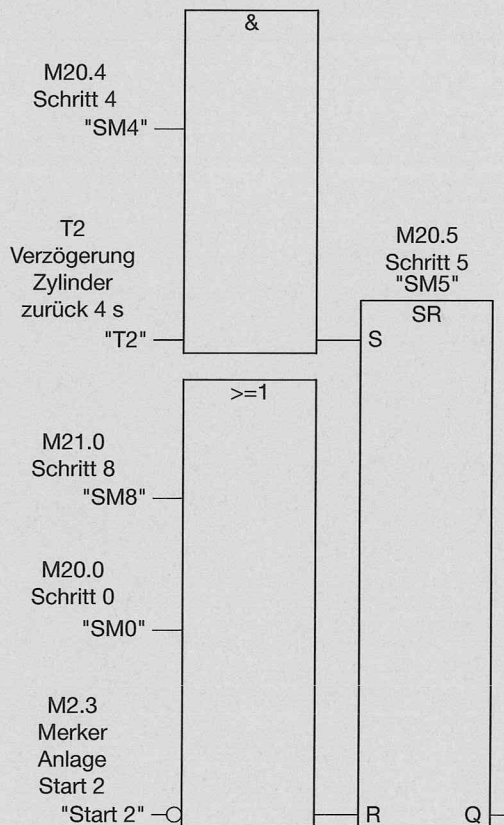 &
M20.4
Schritt 4
"SM4"
T2
Verzögerung
Zylinder
zurück 4 s
"T2"
M20.5
Schritt 5
"SM5"
SR
S
>=1
M21.0
Schritt 8
"SM8"
M20.0
Schritt 0
"SM0"
M2.3
Merker
Anlage
Start 2
"Start 2"
R
Q